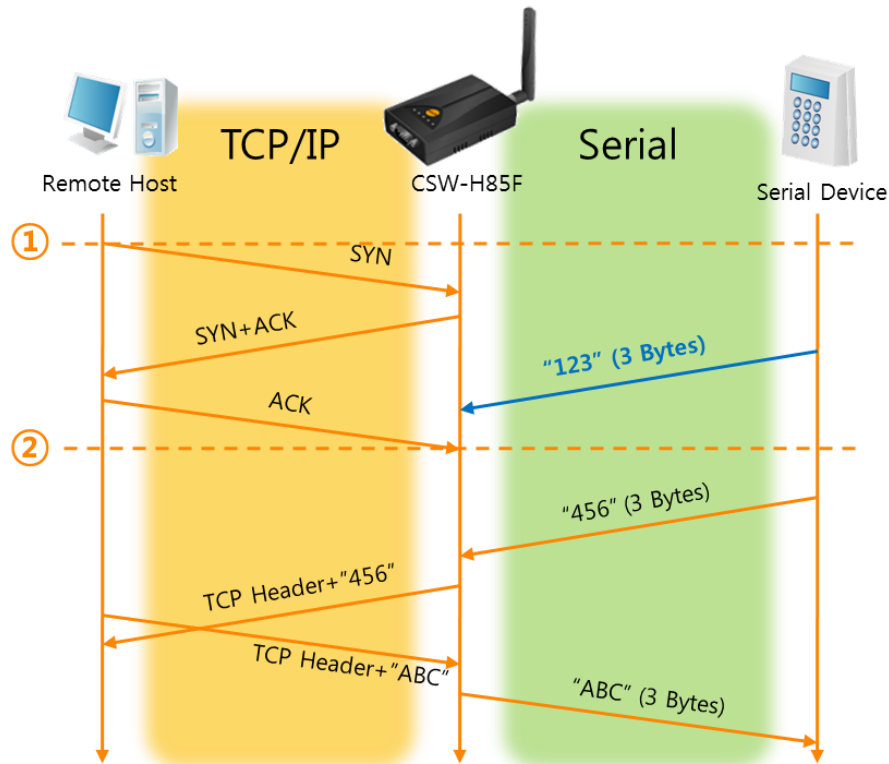 TCP/IP
Serial
Remote Host
CSW-H85F
Serial Device
①
SYN
SYN+ACK
“123” (3 Bytes)
ACK
②
“456” (3 Bytes)
TCP Header+”456”
TCP Header+”ABC”
“ABC” (3 Bytes)